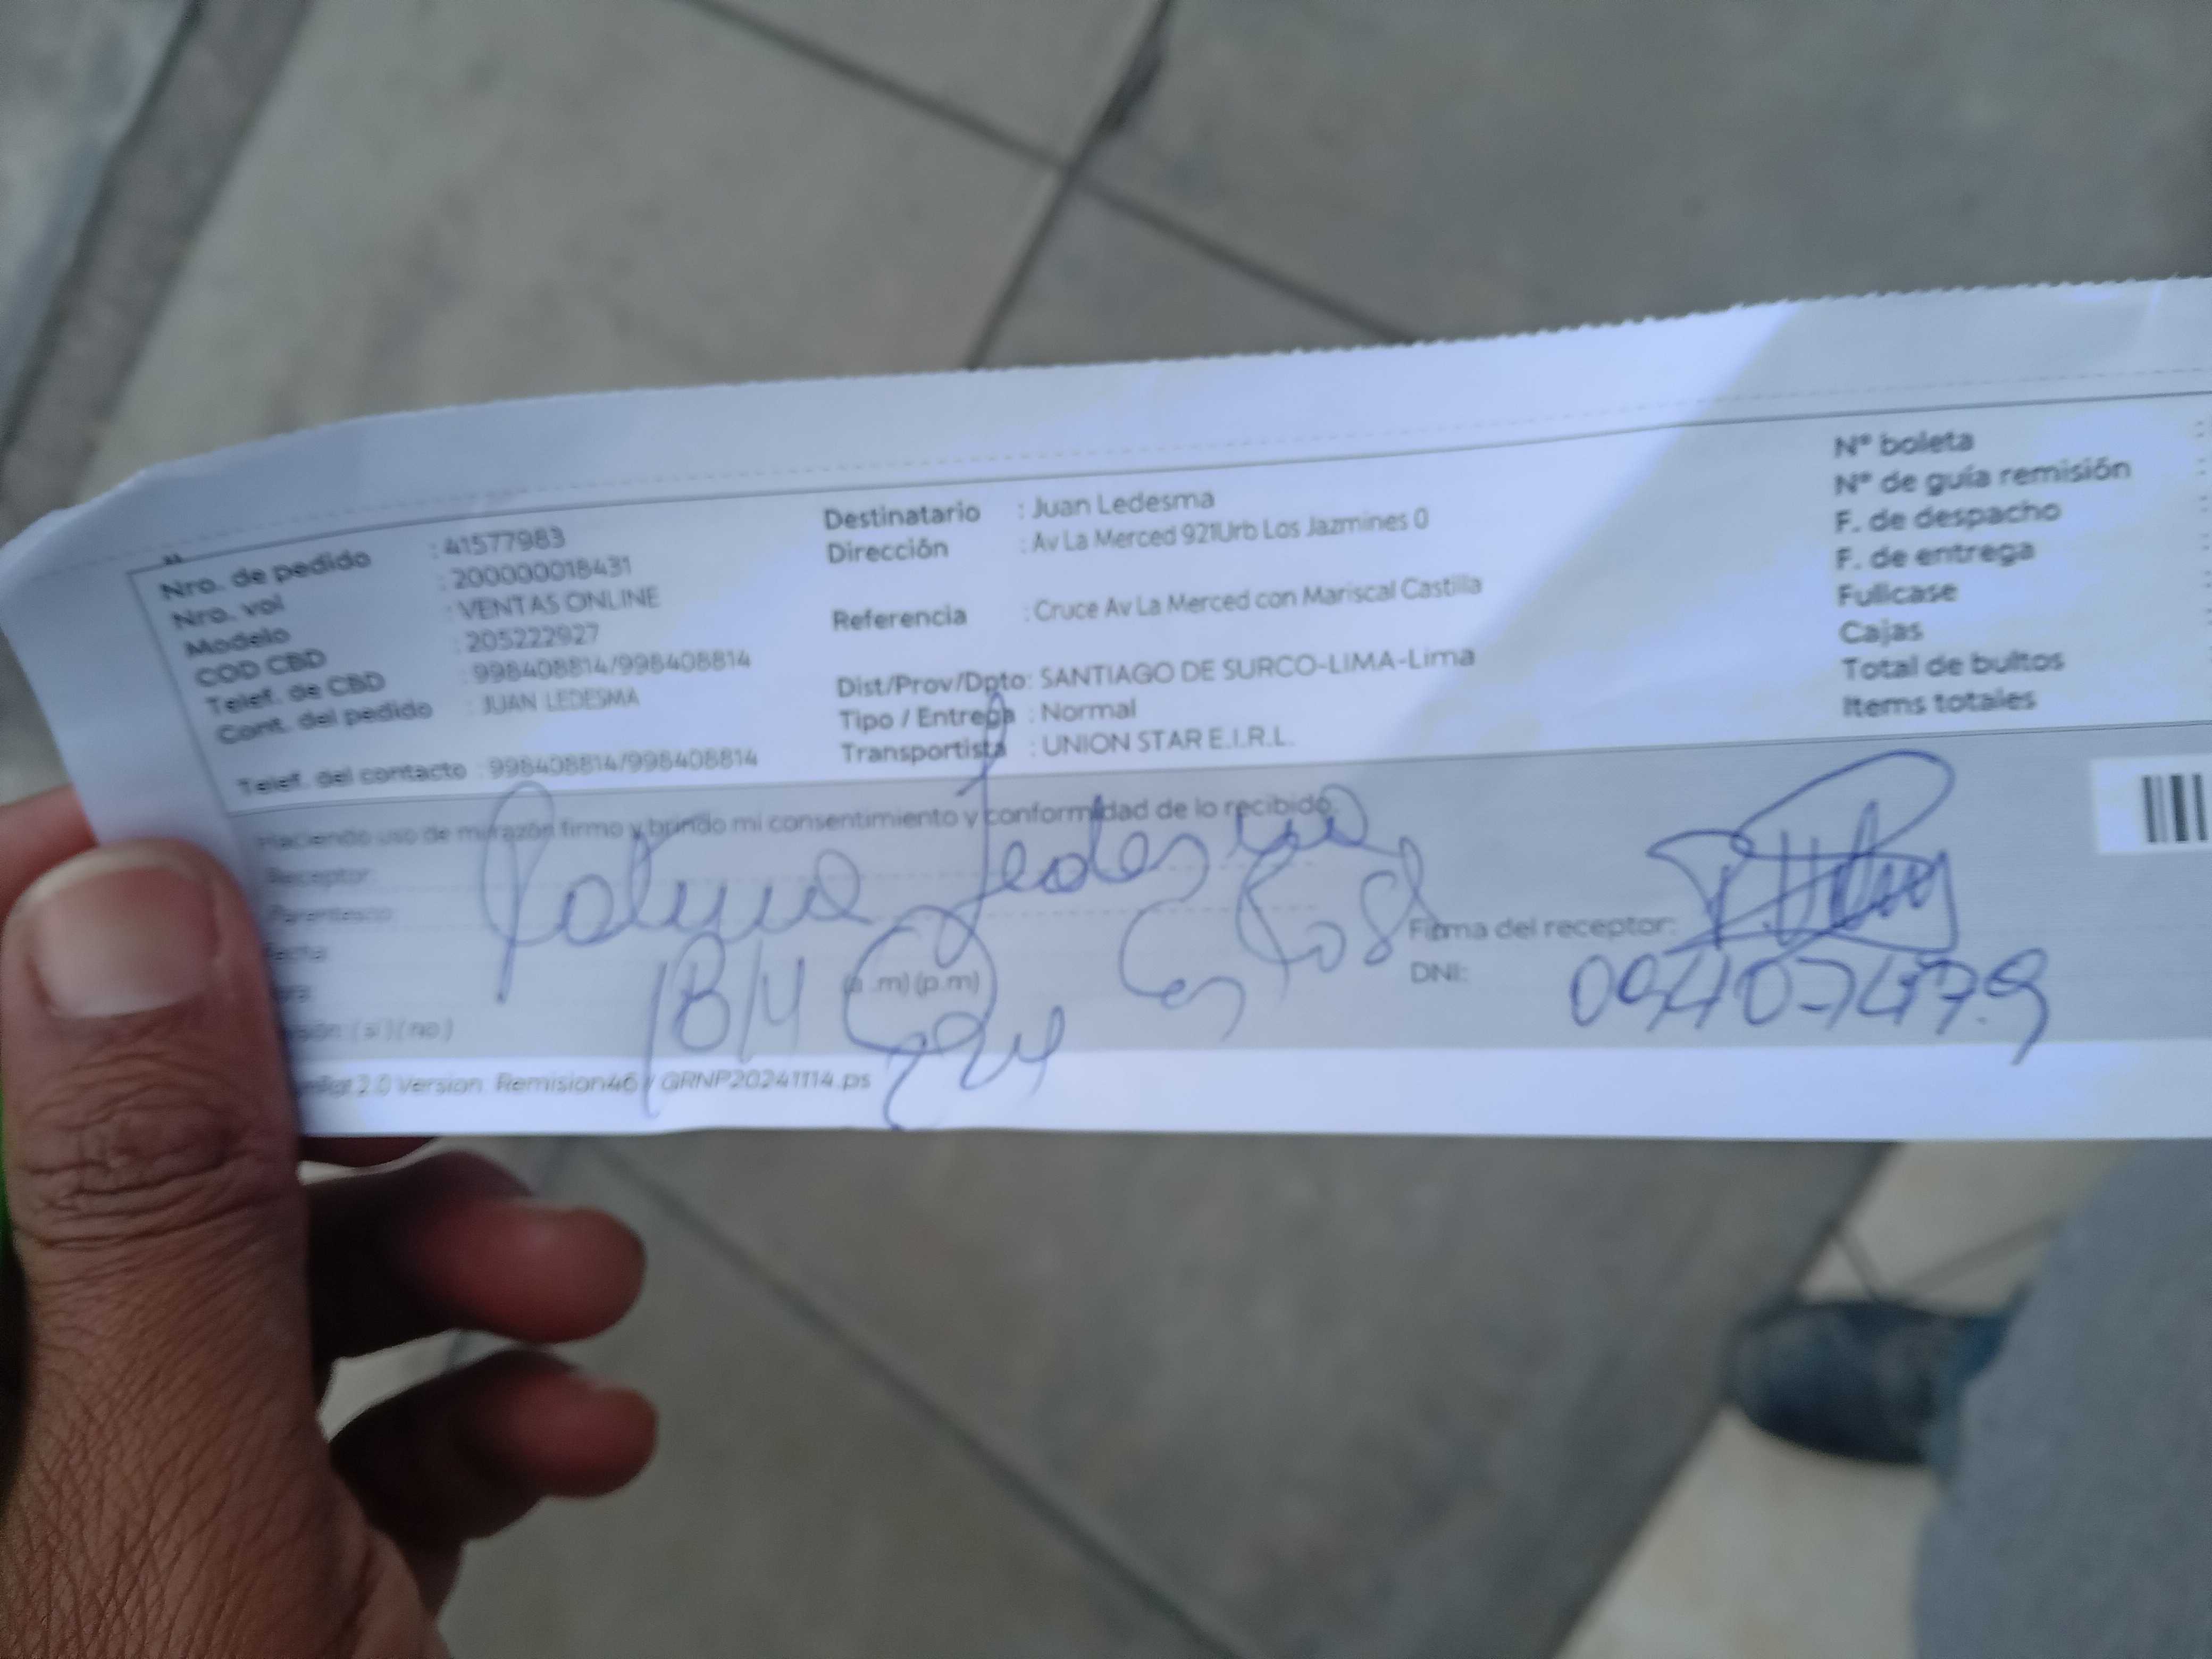 Nro. de pedido : 41577983
Nro. vol : 200000018431
Modelo : VENTAS ONLINE
COD CBD : 205222927
Telef. de CBD : 998408814/998408814
Cont. del pedido : JUAN LEDESMA
Telef. del contacto : 998408814/998408814
Destinatario : Juan Ledesma
Dirección : Av La Merced 921Urb Los Jazmines 0
Referencia : Cruce Av La Merced con Mariscal Castilla
Dist/Prov/Dpto: SANTIAGO DE SURCO-LIMA-Lima
Tipo / Entrega : Normal
Transportista : UNION STAR E.I.R.L.
N° boleta :
N° de guía remisión :
F. de despacho :
F. de entrega :
Fullcase :
Cajas :
Total de bultos
Items totales
Haciendo uso de mi razón firmo y brindo mi consentimiento y conformidad de lo recibido.
Receptor
Parentesco
Ledesma
(a.m) (p.m)
(si) (no)
Firma del receptor:
DNI:
2.0 Version Remision46 / GRNP20241114.ps